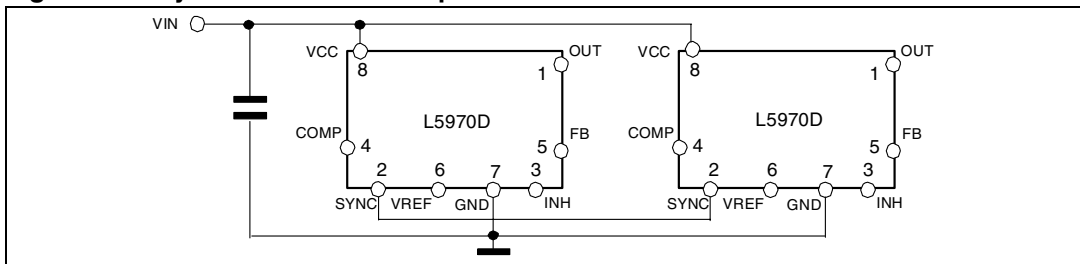 VIN
VCC
8
OUT
1
L5970D
COMP
4
FB
5
2
6
7
3
SYNC
VREF
GND
INH
VCC
8
OUT
1
L5970D
COMP
4
FB
5
2
6
7
3
SYNC
VREF
GND
INH